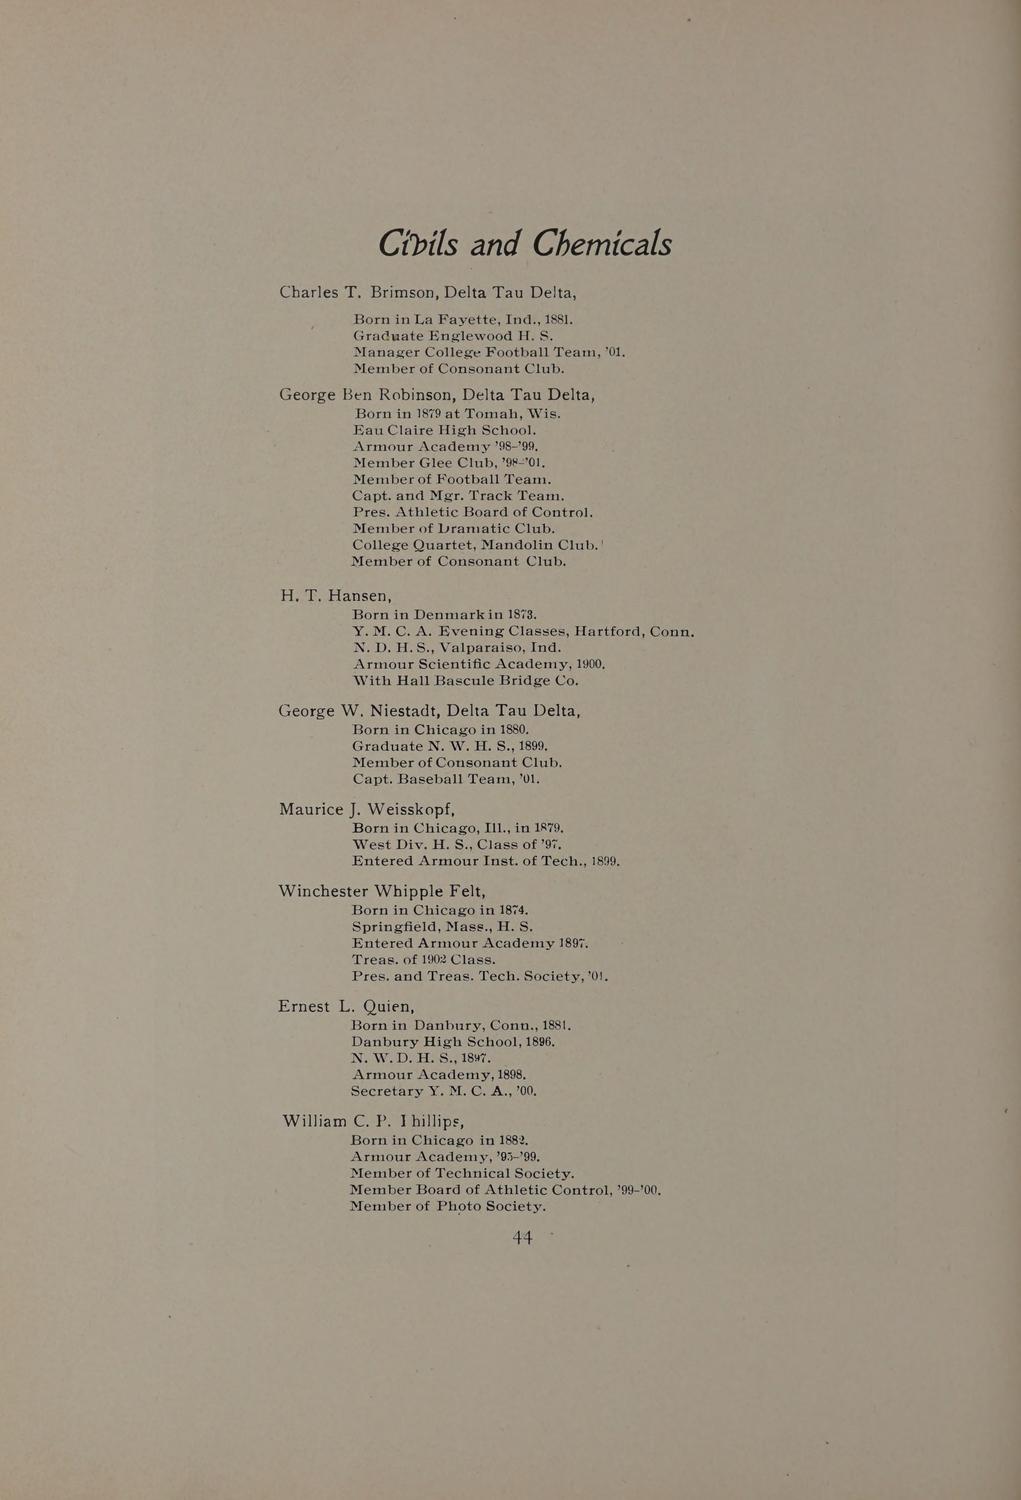 Civils and Chemicals
Charles T. Brimson, Delta Tau Delta,
Born in La Fayette, Ind., 1881.
Graduate Englewood H. S.
Manager College Football Team, ’01.
Member of Consonant Club.
George Ben Robinson, Delta Tau Delta,
Born in 1879 at Tomah, Wis.
Eau Claire High School.
Armour Academy ’98–’99.
Member Glee Club, ’98–’01.
Member of Football Team.
Capt. and Mgr. Track Team.
Pres. Athletic Board of Control.
Member of Dramatic Club.
College Quartet, Mandolin Club.
Member of Consonant Club.
H. T. Hansen,
Born in Denmark in 1873.
Y. M. C. A. Evening Classes, Hartford, Conn.
N. D. H. S., Valparaiso, Ind.
Armour Scientific Academy, 1900.
With Hall Bascule Bridge Co.
George W. Niestadt, Delta Tau Delta,
Born in Chicago in 1880.
Graduate N. W. H. S., 1899.
Member of Consonant Club.
Capt. Baseball Team, ’01.
Maurice J. Weisskopf,
Born in Chicago, Ill., in 1879.
West Div. H. S., Class of ’97.
Entered Armour Inst. of Tech., 1899.
Winchester Whipple Felt,
Born in Chicago in 1874.
Springfield, Mass., H. S.
Entered Armour Academy 1897.
Treas. of 1902 Class.
Pres. and Treas. Tech. Society, ’01.
Ernest L. Quien,
Born in Danbury, Conn., 1881.
Danbury High School, 1896.
N. W. D. H. S., 1897.
Armour Academy, 1898.
Secretary Y. M. C. A., ’00.
William C. P. Phillips,
Born in Chicago in 1882.
Armour Academy, ’95–’99.
Member of Technical Society.
Member Board of Athletic Control, ’99–’00.
Member of Photo Society.
44